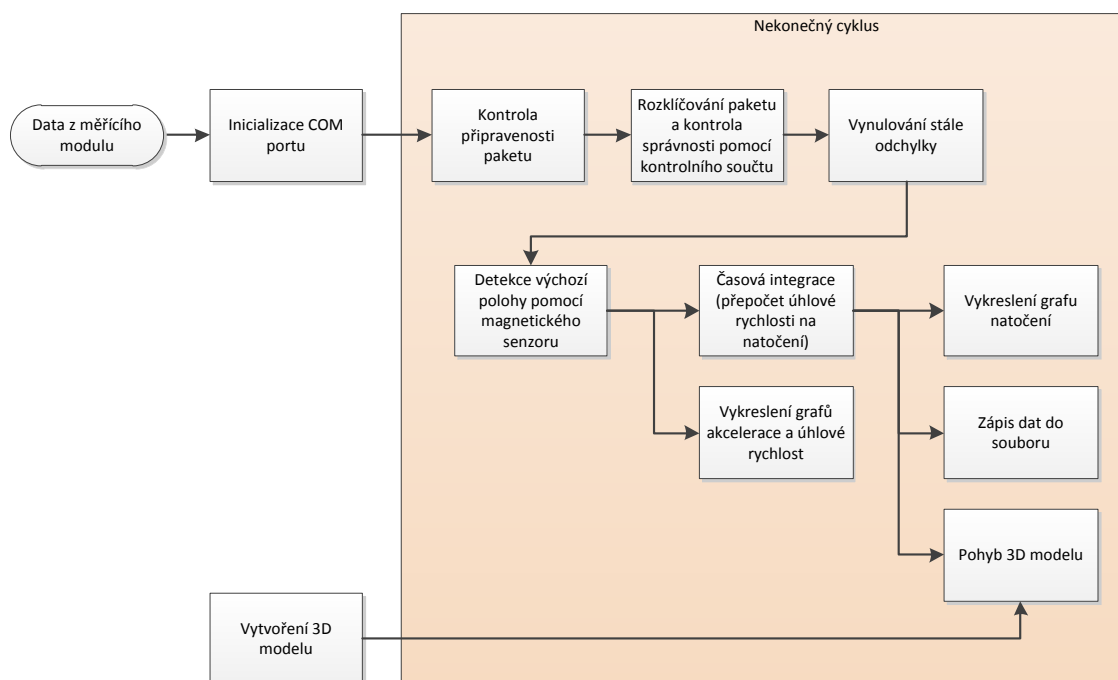 Nekonečný cyklus
Data z měřícího
modulu
Inicializace COM
portu
Kontrola
připravenosti
paketu
Rozklíčování paketu
a kontrola
správnosti pomocí
kontrolního součtu
Vynulování stále
odchylky
Detekce výchozí
polohy pomocí
magnetického
senzoru
Časová integrace
(přepočet úhlové
rychlosti na
natočení)
Vykreslení grafu
natočení
Vykreslení grafů
akcelerace a úhlové
rychlost
Zápis dat do
souboru
Pohyb 3D modelu
Vytvoření 3D
modelu